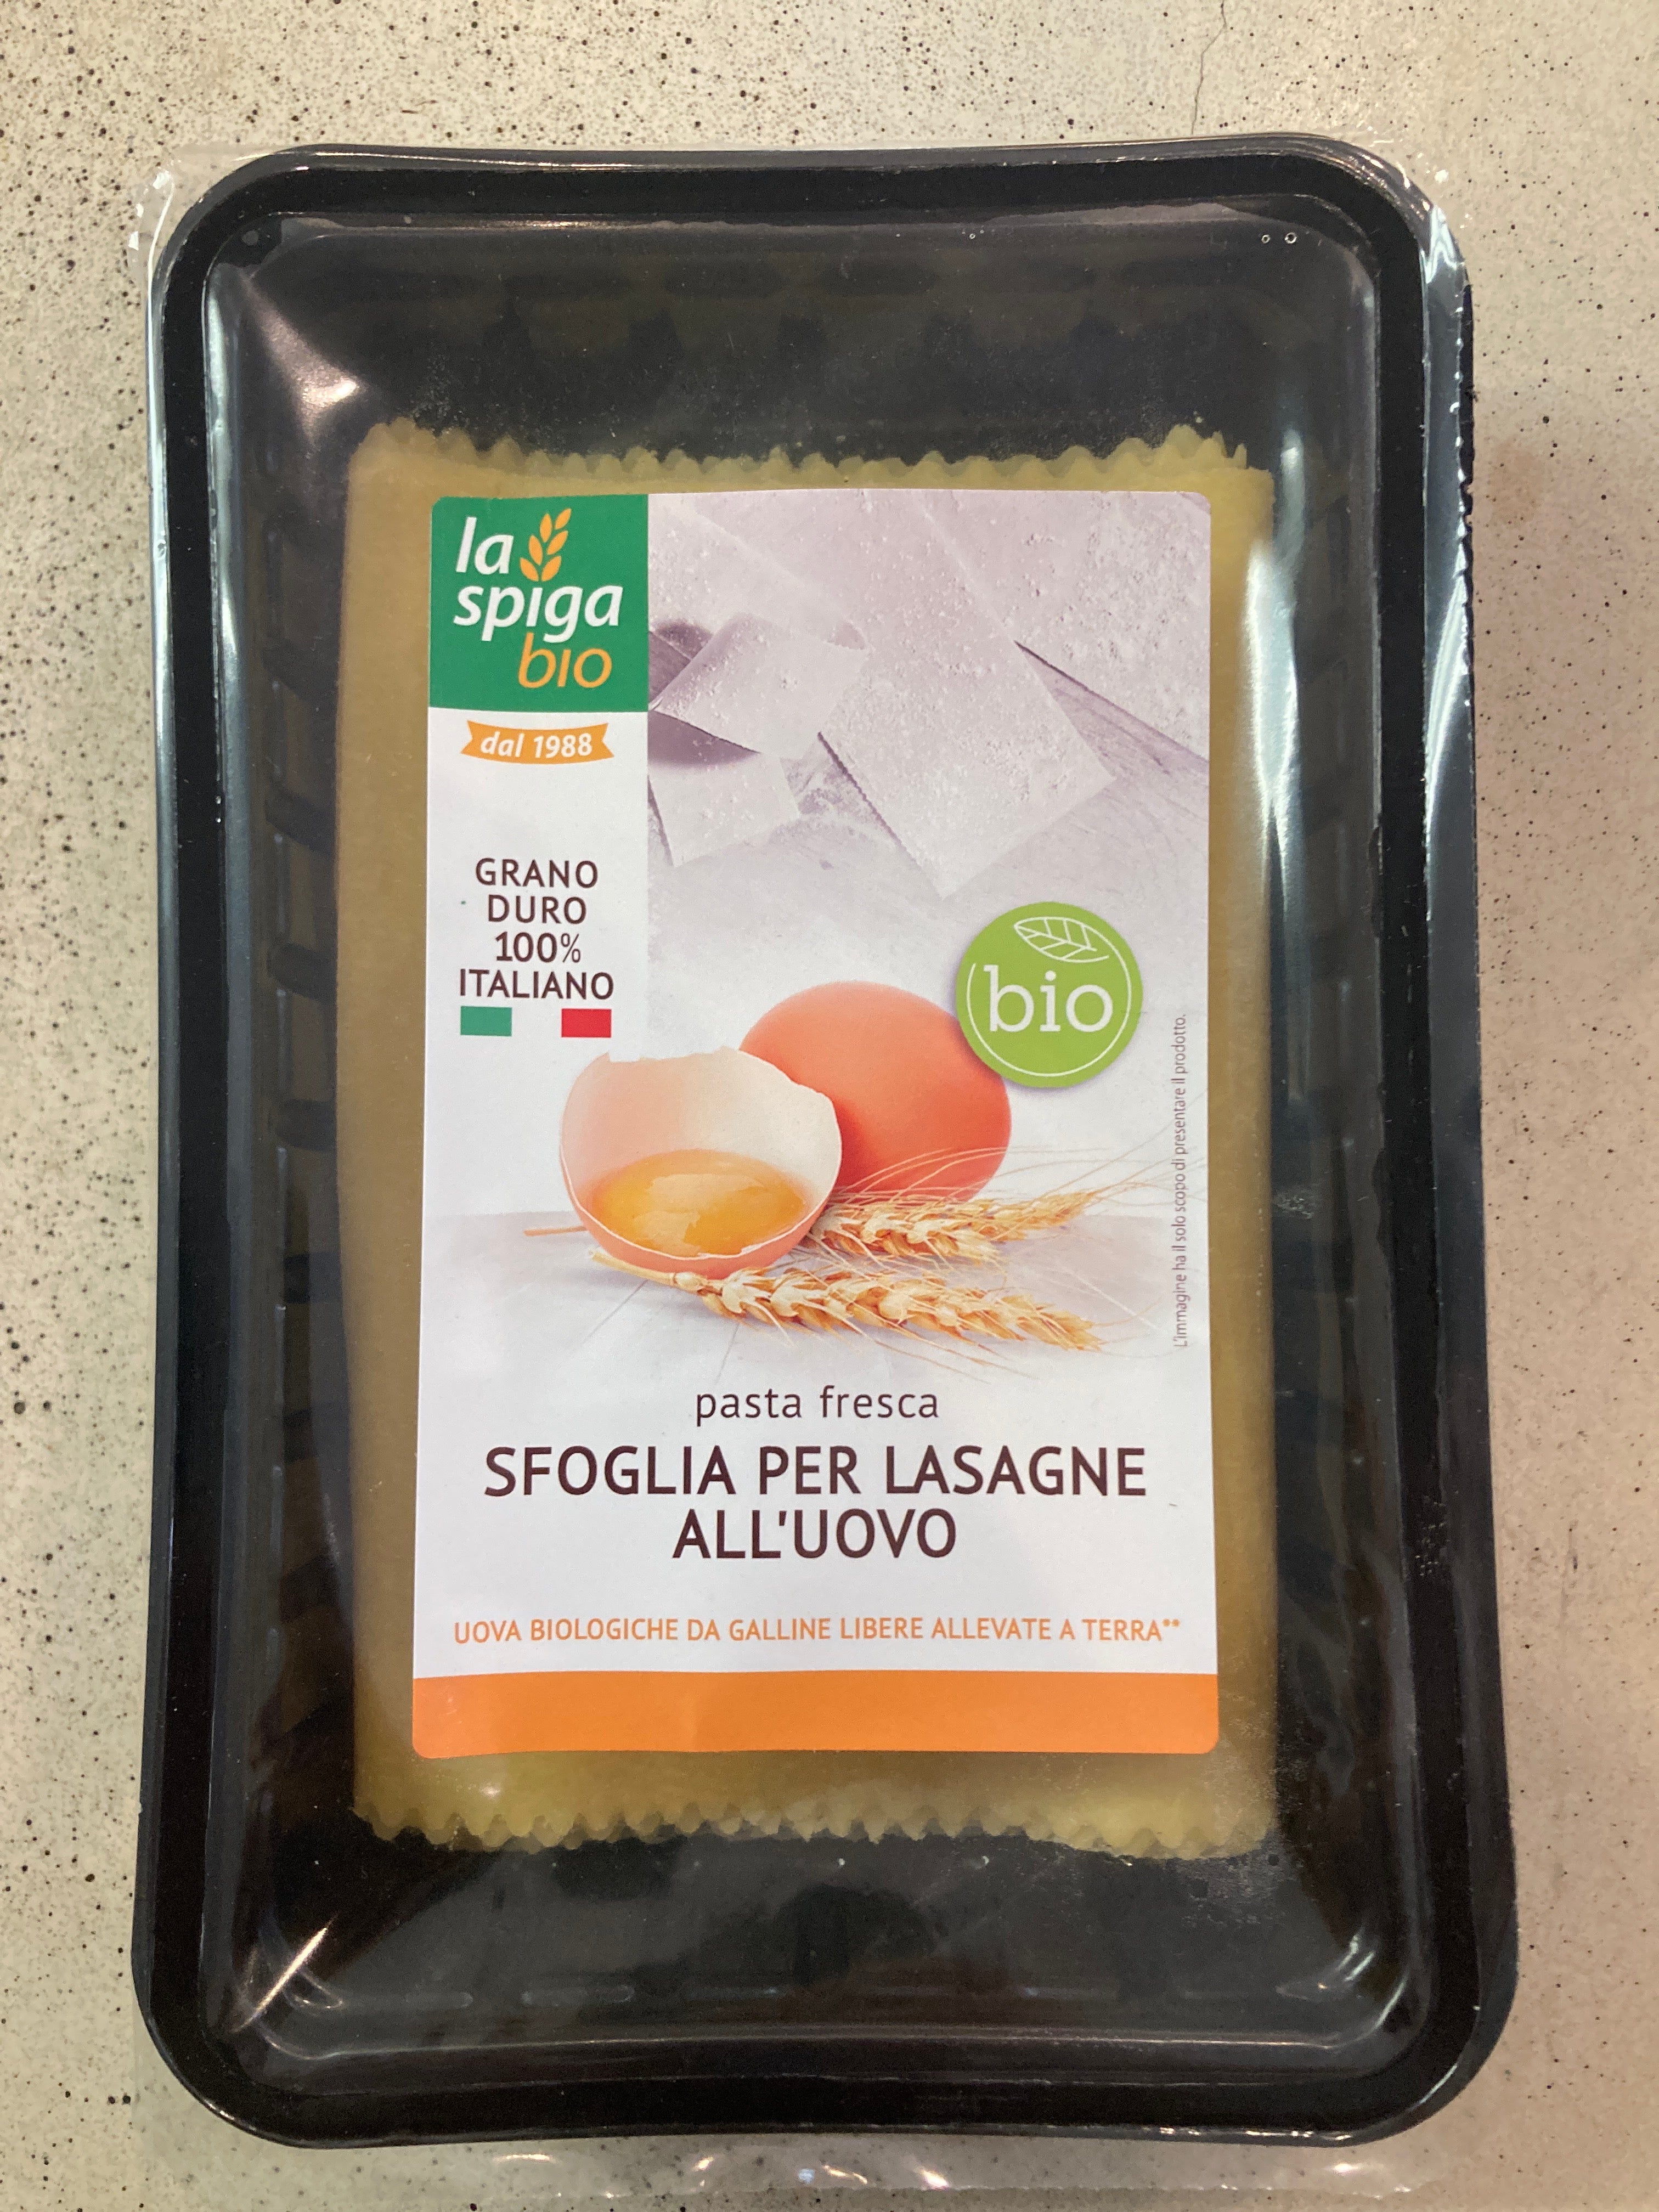 la
spiga
bio
dal 1988
GRANO
DURO
100%
ITALIANO
bio
L'immagine ha il solo scopo di presentare il prodotto.
pasta fresca
SFOGLIA PER LASAGNE
ALL'UOVO
UOVA BIOLOGICHE DA GALLINE LIBERE ALLEVATE A TERRA**